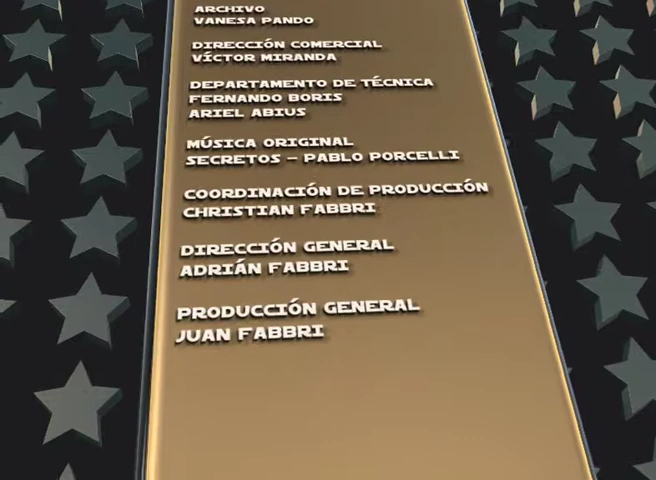 ARCHIVO
VANESA PANDO
DIRECCIÓN COMERCIAL
VÍCTOR MIRANDA
DEPARTAMENTO DE TÉCNICA
FERNANDO BORIS
ARIEL ABIUS
MÚSICA ORIGINAL
SECRETOS - PABLO PORCELLI
COORDINACIÓN DE PRODUCCIÓN
CHRISTIAN FABBRI
DIRECCIÓN GENERAL
ADRIÁN FABBRI
PRODUCCIÓN GENERAL
JUAN FABBRI